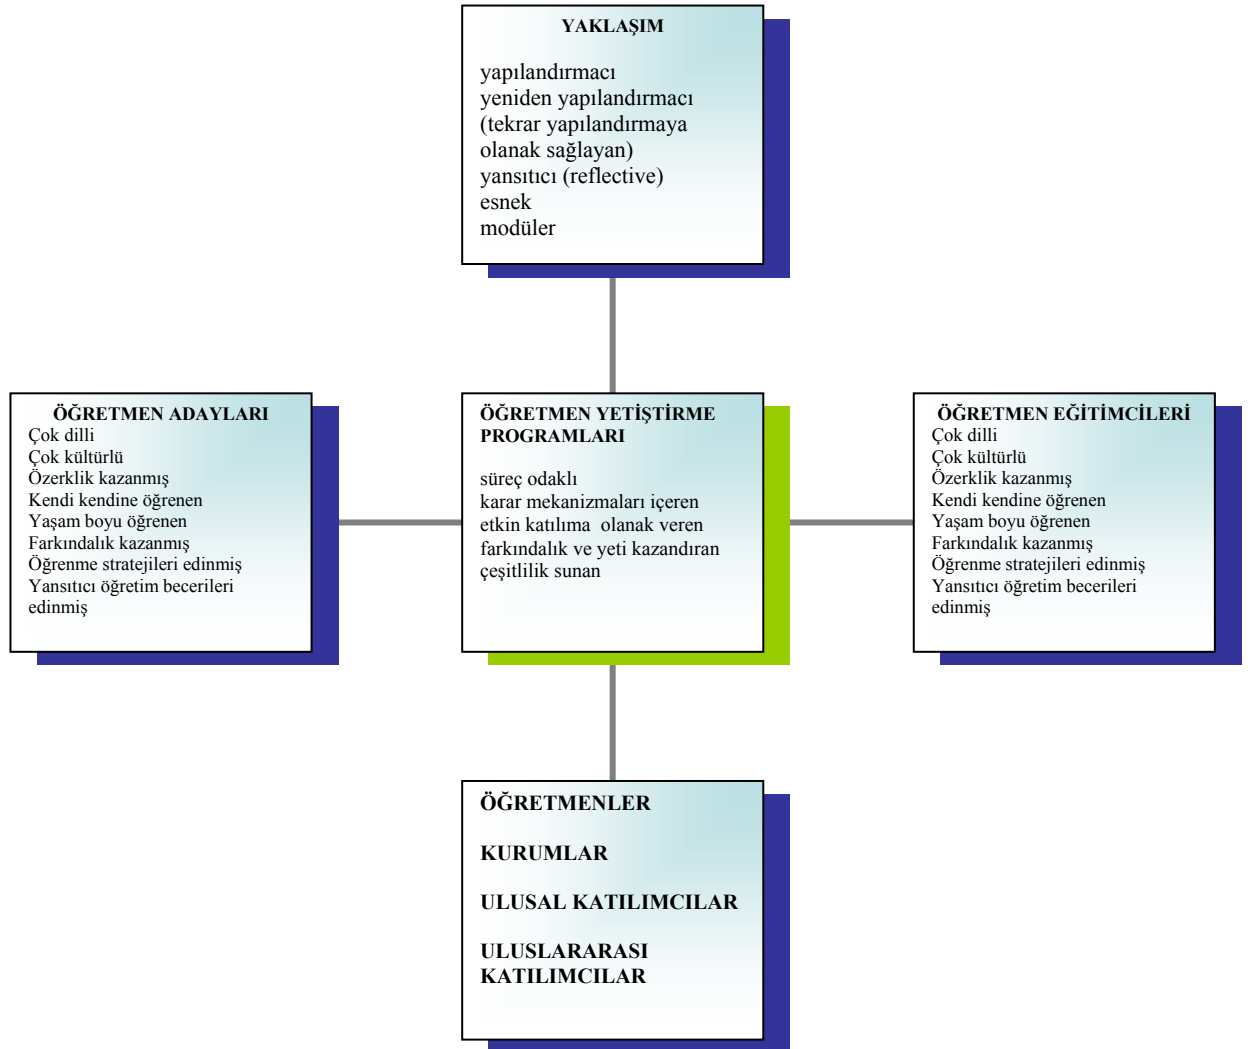 YAKLAŞIM
yapılandırmacı
yeniden yapılandırmacı
(tekrar yapılandırmaya
olanak sağlayan)
yansıtıcı (reflective)
esnek
modüler
ÖĞRETMEN ADAYLARI
Çok dilli
Çok kültürlü
Özerklik kazanmış
Kendi kendine öğrenen
Yaşam boyu öğrenen
Farkındalık kazanmış
Öğrenme stratejileri edinmiş
Yansıtıcı öğretim becerileri
edinmiş
ÖĞRETMEN YETİŞTİRME
PROGRAMLARI
süreç odaklı
karar mekanizmaları içeren
etkin katılıma  olanak veren
farkındalık ve yeti kazandıran
çeşitlilik sunan
ÖĞRETMEN EĞİTİMCİLERİ
Çok dilli
Çok kültürlü
Özerklik kazanmış
Kendi kendine öğrenen
Yaşam boyu öğrenen
Farkındalık kazanmış
Öğrenme stratejileri edinmiş
Yansıtıcı öğretim becerileri
edinmiş
ÖĞRETMENLER
KURUMLAR
ULUSAL KATILIMCILAR
ULUSLARARASI
KATILIMCILAR